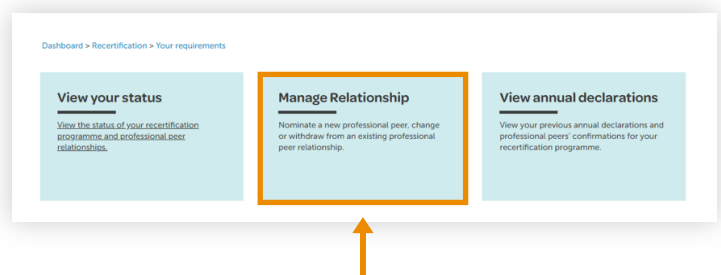 Dashboard > Recertification > Your requirements
View your status
View the status of your recertification
programme and professional peer
relationships.
Manage Relationship
Nominate a new professional peer, change
or withdraw from an existing professional
peer relationship.
View annual declarations
View your previous annual declarations and
professional peers' confirmations for your
recertification programme.